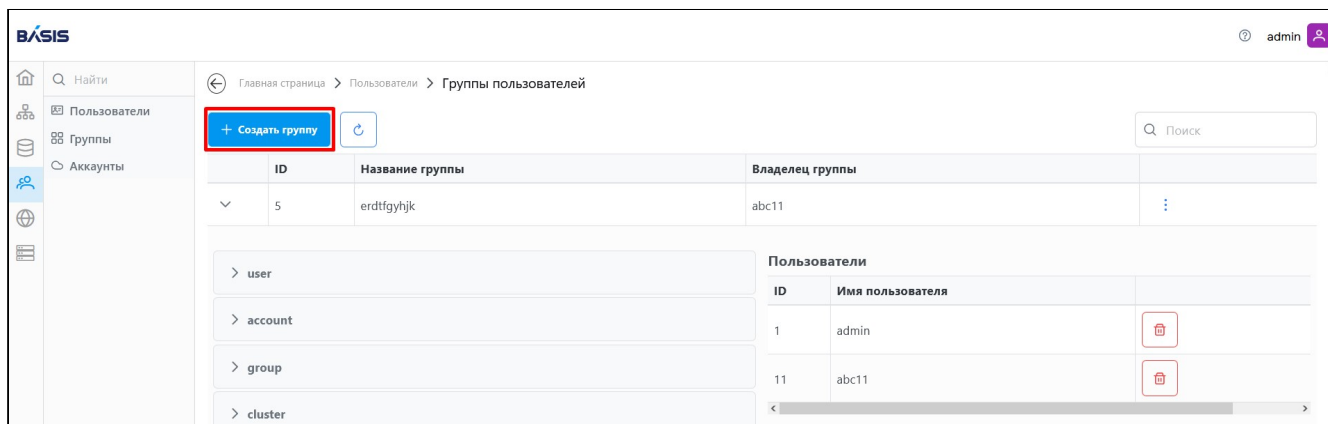 BASIS
admin
Найти
Пользователи
Группы
Аккаунты
Главная страница > Пользователи > Группы пользователей
+ Создать группу
Поиск
ID Название группы Владелец группы
5 erdtfgyhjk abc11
> user
> account
> group
> cluster
Пользователи
ID Имя пользователя
1 admin
11 abc11